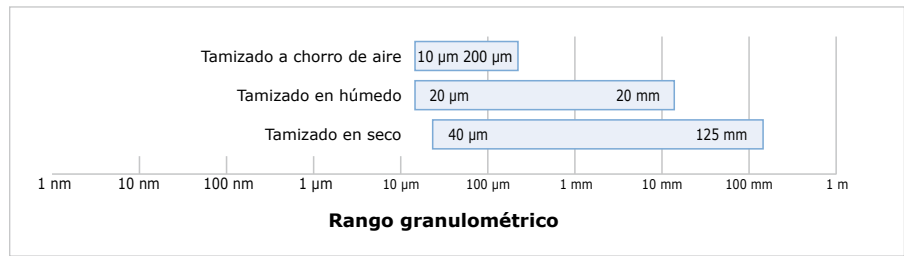 Tamizado a chorro de aire 10 µm 200 µm
Tamizado en húmedo 20 µm 20 mm
Tamizado en seco 40 µm 125 mm
1 nm 10 nm 100 nm 1 µm 10 µm 100 µm 1 mm 10 mm 100 mm 1 m
Rango granulométrico